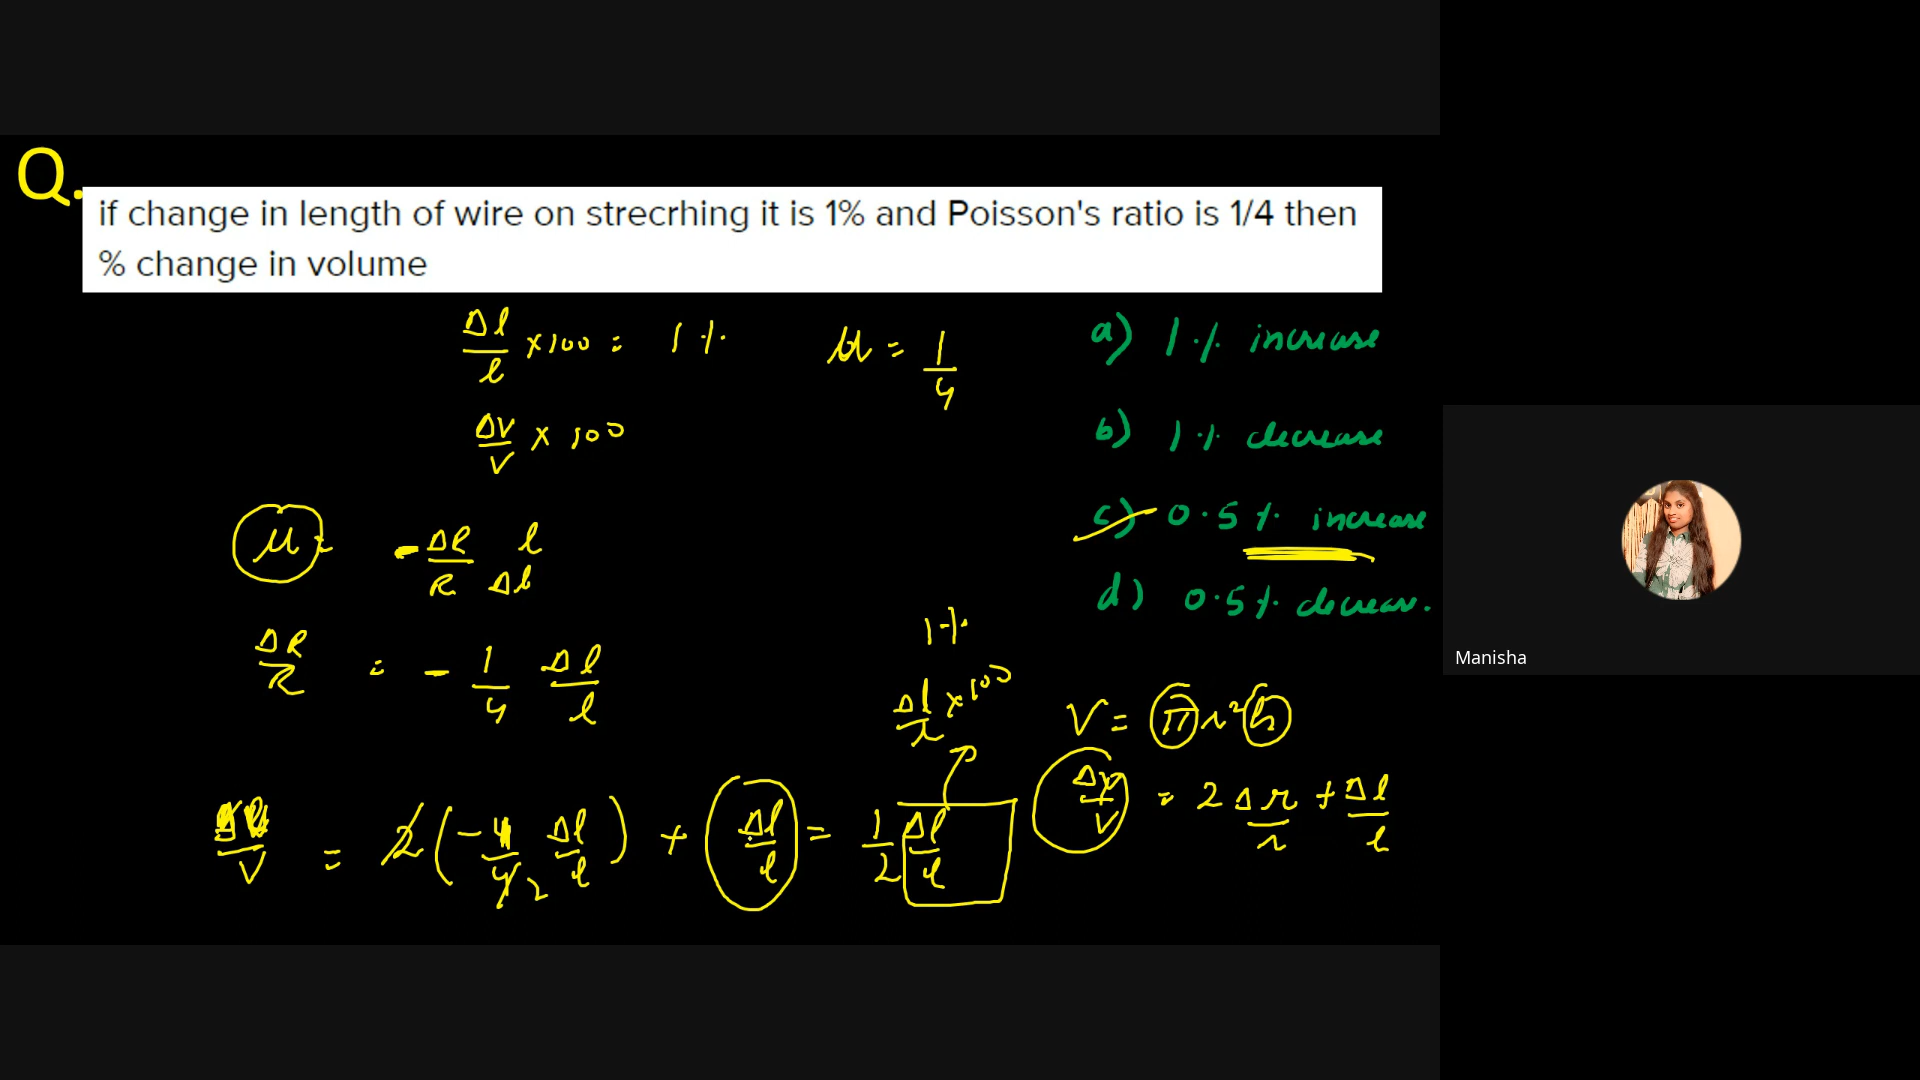 Q.
if change in length of wire on strecrhing it is 1% and Poisson's ratio is 1/4 then
% change in volume
Δl/l ×100 = 1% μ = 1/4
ΔV/V × 100
μ = -ΔR/R l/Δl
ΔR/R = - 1/4 Δl/l
ΔV/V = 2(-1/4 Δl/l) + Δl/l = 1/2 Δl/l
2
1%
Δl/l ×100
a) 1% increase
b) 1% decrease
c) 0.5% increase
d) 0.5% decreas.
V = πr²h
ΔV/V = 2Δr/r + Δl/l
Manisha